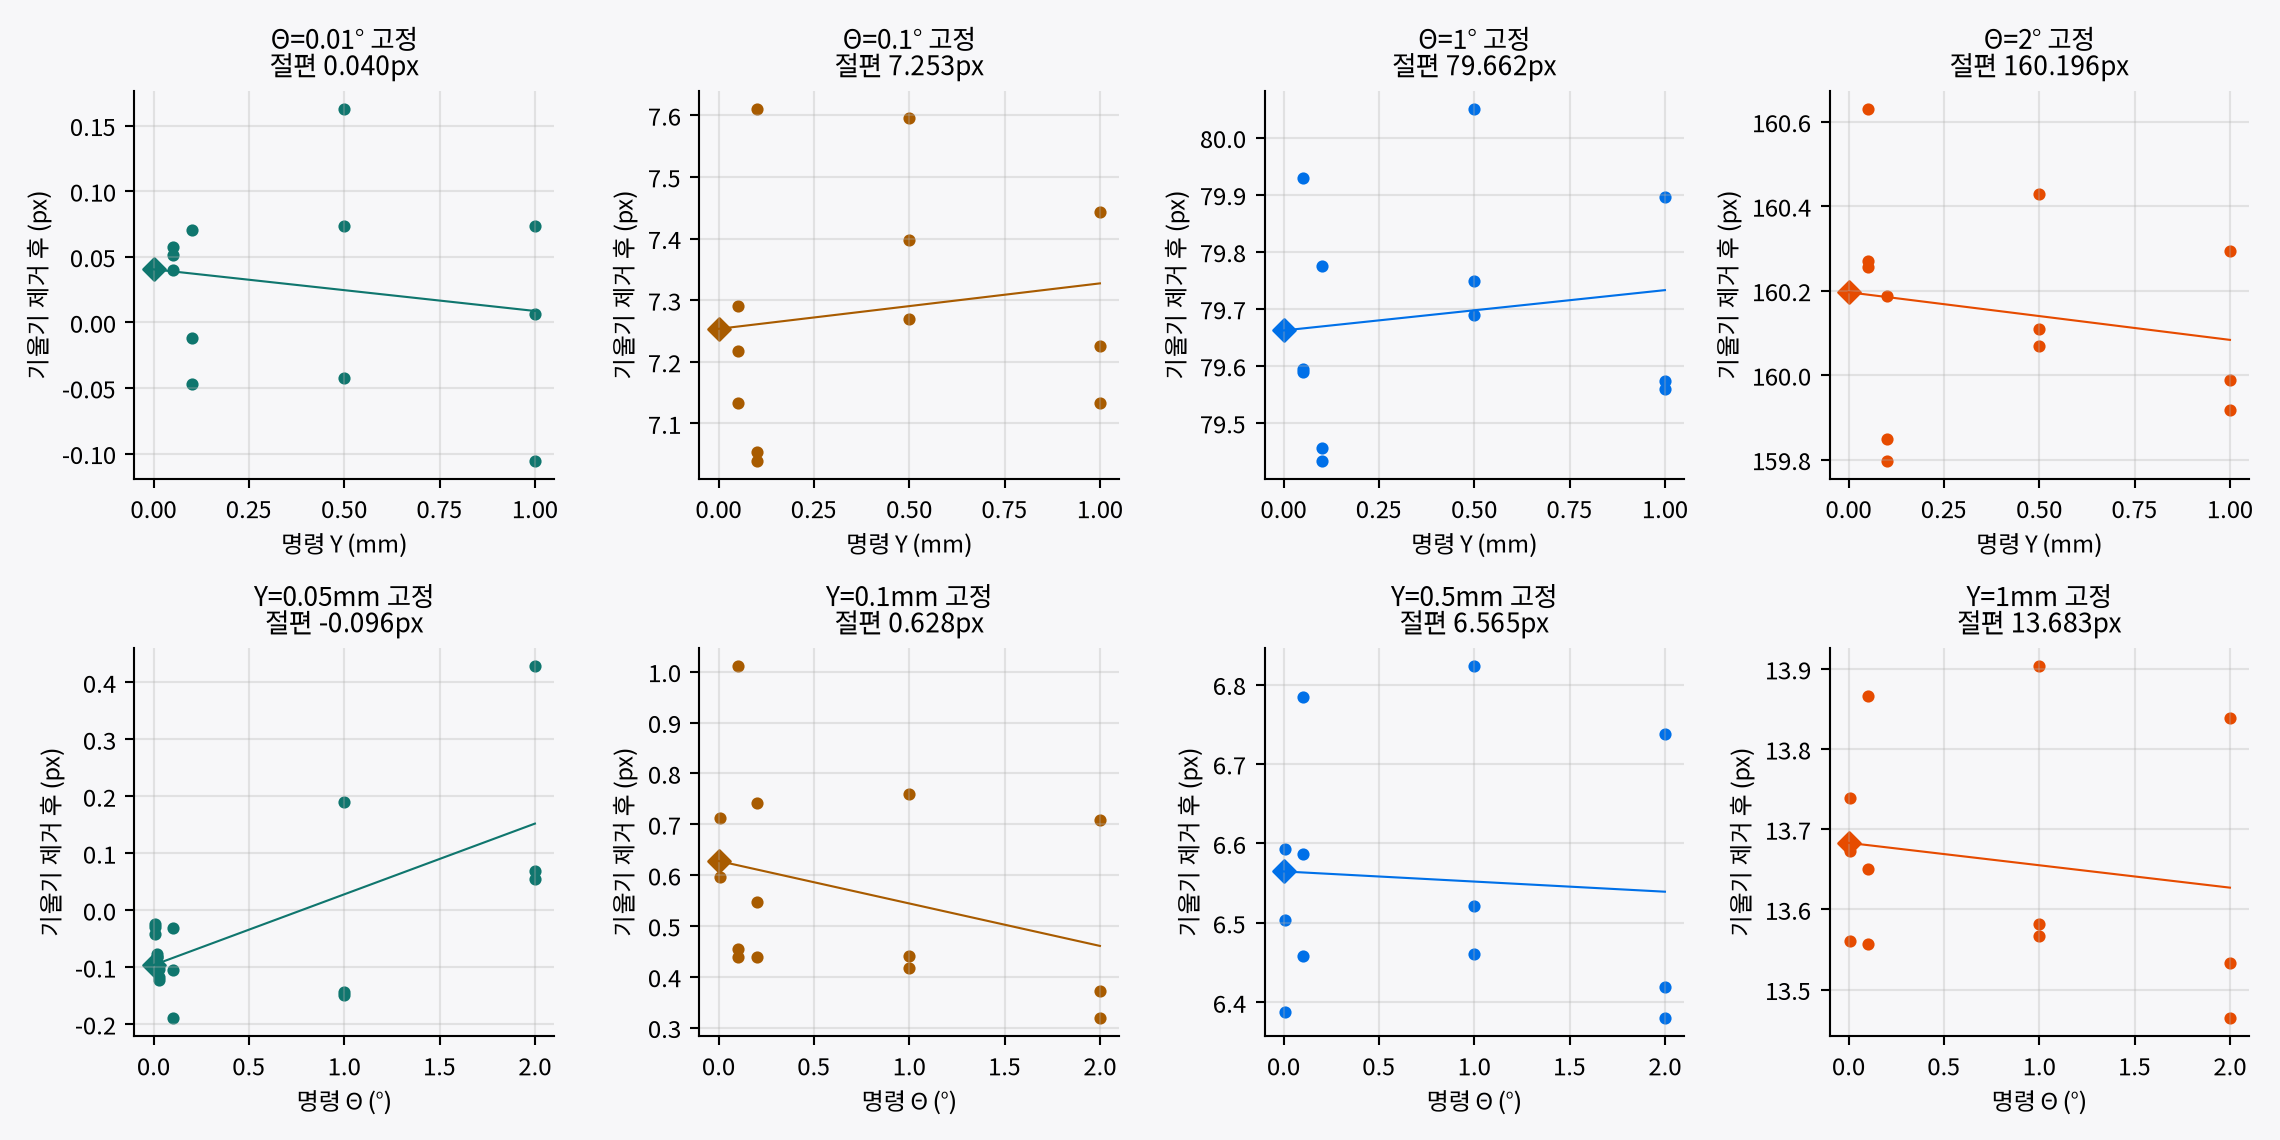 Θ=0.01° 고정
절편 0.040px
기울기 제거 후 (px)
0.15
0.10
0.05
0.00
-0.05
-0.10
0.00 0.25 0.50 0.75 1.00
명령 Y (mm)
Θ=0.1° 고정
절편 7.253px
기울기 제거 후 (px)
7.6
7.5
7.4
7.3
7.2
7.1
0.00 0.25 0.50 0.75 1.00
명령 Y (mm)
Θ=1° 고정
절편 79.662px
기울기 제거 후 (px)
80.0
79.9
79.8
79.7
79.6
79.5
0.00 0.25 0.50 0.75 1.00
명령 Y (mm)
Θ=2° 고정
절편 160.196px
기울기 제거 후 (px)
160.6
160.4
160.2
160.0
159.8
0.00 0.25 0.50 0.75 1.00
명령 Y (mm)
Y=0.05mm 고정
절편 -0.096px
기울기 제거 후 (px)
0.4
0.3
0.2
0.1
0.0
-0.1
-0.2
0.0 0.5 1.0 1.5 2.0
명령 Θ (°)
Y=0.1mm 고정
절편 0.628px
기울기 제거 후 (px)
1.0
0.9
0.8
0.7
0.6
0.5
0.4
0.3
0.0 0.5 1.0 1.5 2.0
명령 Θ (°)
Y=0.5mm 고정
절편 6.565px
기울기 제거 후 (px)
6.8
6.7
6.6
6.5
6.4
0.0 0.5 1.0 1.5 2.0
명령 Θ (°)
Y=1mm 고정
절편 13.683px
기울기 제거 후 (px)
13.9
13.8
13.7
13.6
13.5
0.0 0.5 1.0 1.5 2.0
명령 Θ (°)